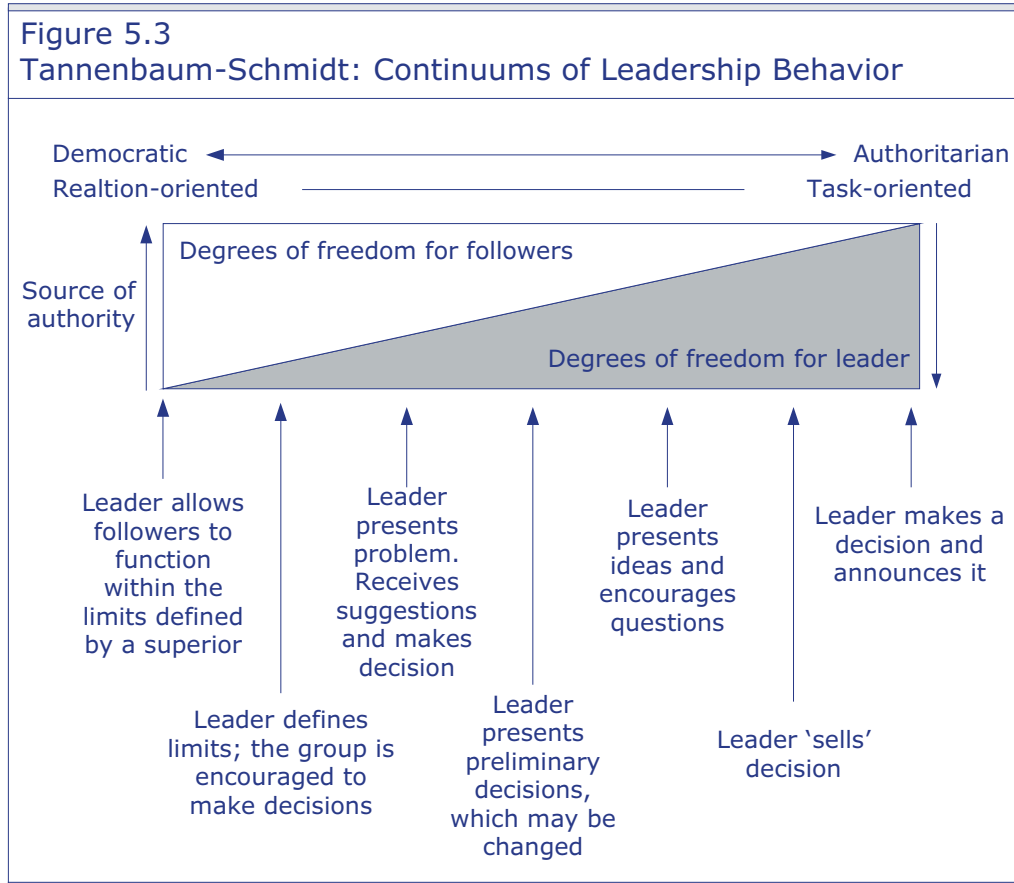 Figure 5.3
Tannenbaum-Schmidt: Continuums of Leadership Behavior
Democratic
Authoritarian
Realtion-oriented
Task-oriented
Degrees of freedom for followers
Source of
authority
Degrees of freedom for leader
Leader allows
followers to
function
within the
limits defined
by a superior
Leader defines
limits; the group is
encouraged to
make decisions
Leader
presents
problem.
Receives
suggestions
and makes
decision
Leader
presents
preliminary
decisions,
which may be
changed
Leader
presents
ideas and
encourages
questions
Leader ‘sells’
decision
Leader makes a
decision and
announces it